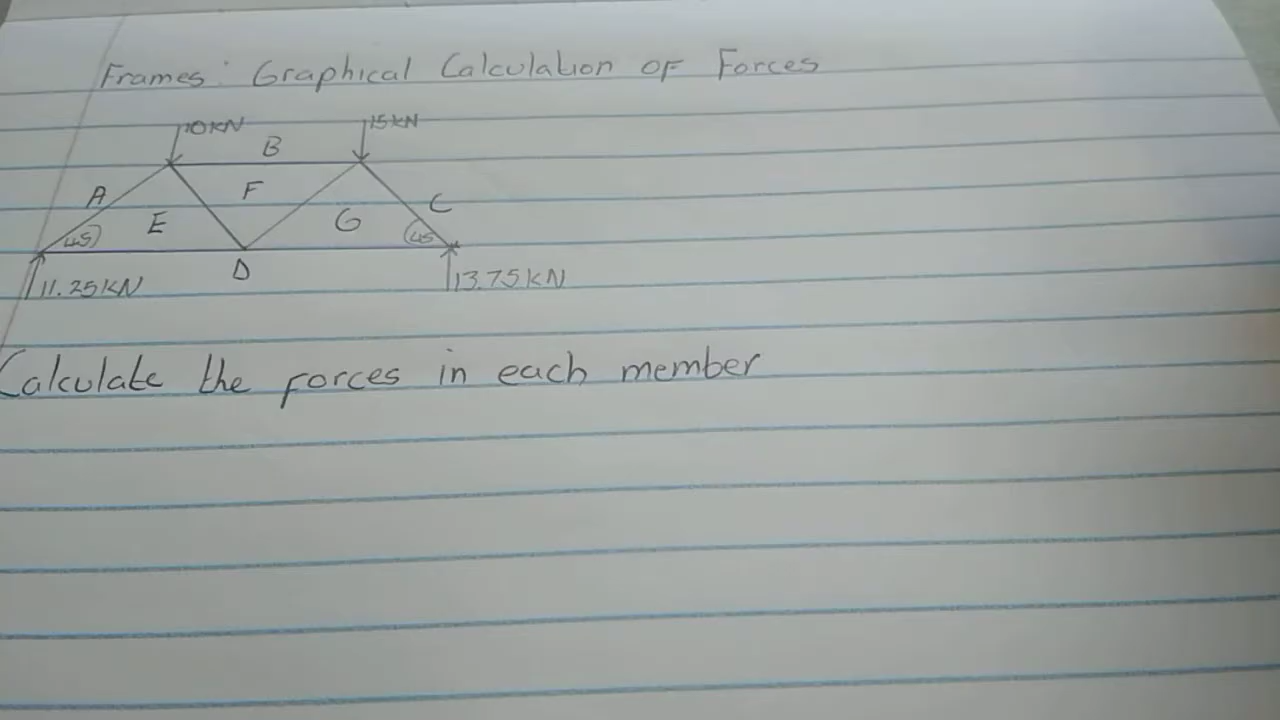 Frames: Graphical Calculation of Forces
10KN 15KN
B
A F C
E G
45 45
D
11.25KN 13.75KN
Calculate the forces in each member